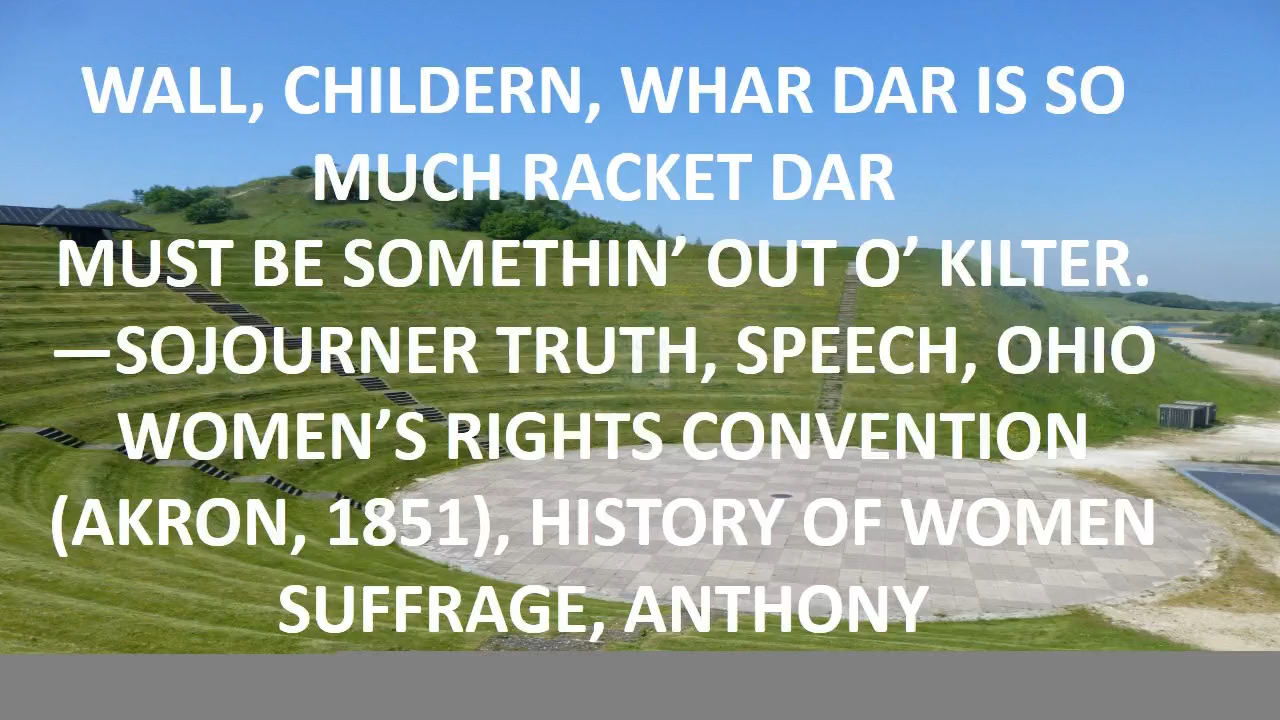 WALL, CHILDERN, WHAR DAR IS SO
MUCH RACKET DAR
MUST BE SOMETHIN’ OUT O’ KILTER.
—SOJOURNER TRUTH, SPEECH, OHIO
WOMEN’S RIGHTS CONVENTION
(AKRON, 1851), HISTORY OF WOMEN
SUFFRAGE, ANTHONY